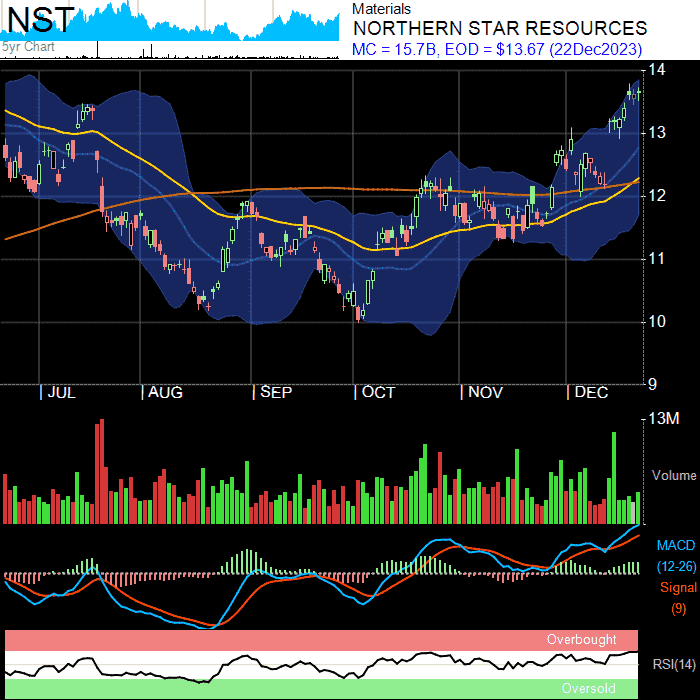 NST
5yr Chart
Materials
NORTHERN STAR RESOURCES
MC = 15.7B, EOD = $13.67 (22Dec2023)
14
13
12
11
10
9
JUL
AUG
SEP
OCT
NOV
DEC
13M
Volume
MACD
(12-26)
Signal
(9)
Overbought
RSI(14)
Oversold